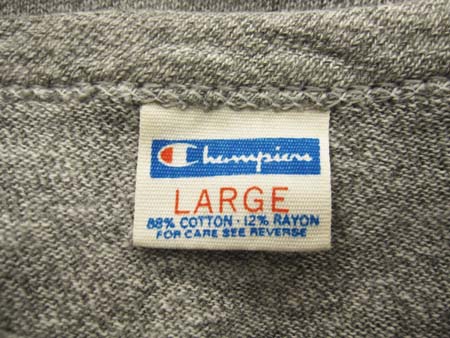 Champion
LARGE
88% COTTON · 12% RAYON
FOR CARE SEE REVERSE